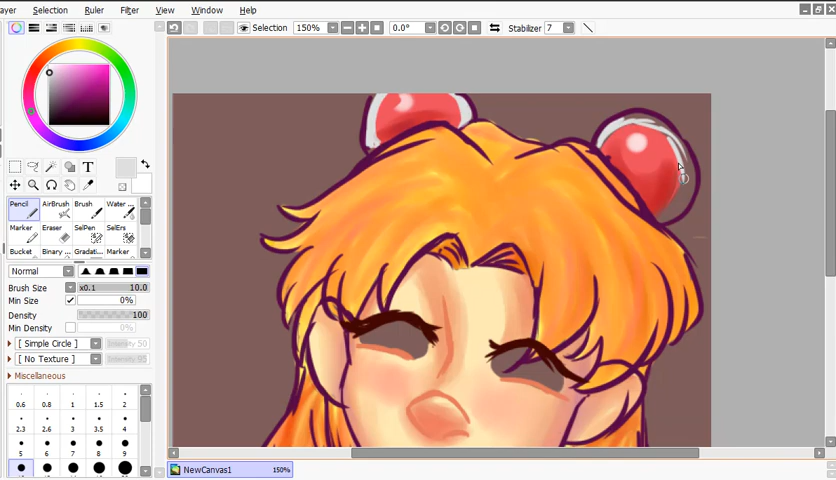 ayer Selection Ruler Filter View Window Help
Selection 150% 0.0° Stabilizer 7
T
Pencil AirBrush Brush Water ...
Marker Eraser SelPen SelErs
Bucket Binary ... Gradati... Marker
Normal
Brush Size x0.1 10.0
Min Size 0%
Density 100
Min Density 0%
[ Simple Circle ] Intensity 50
[ No Texture ] Intensity 95
Miscellaneous
0.6 0.8 1 1.5 2
2.3 2.6 3 3.5 4
5 6 7 8 9
NewCanvas1 150%